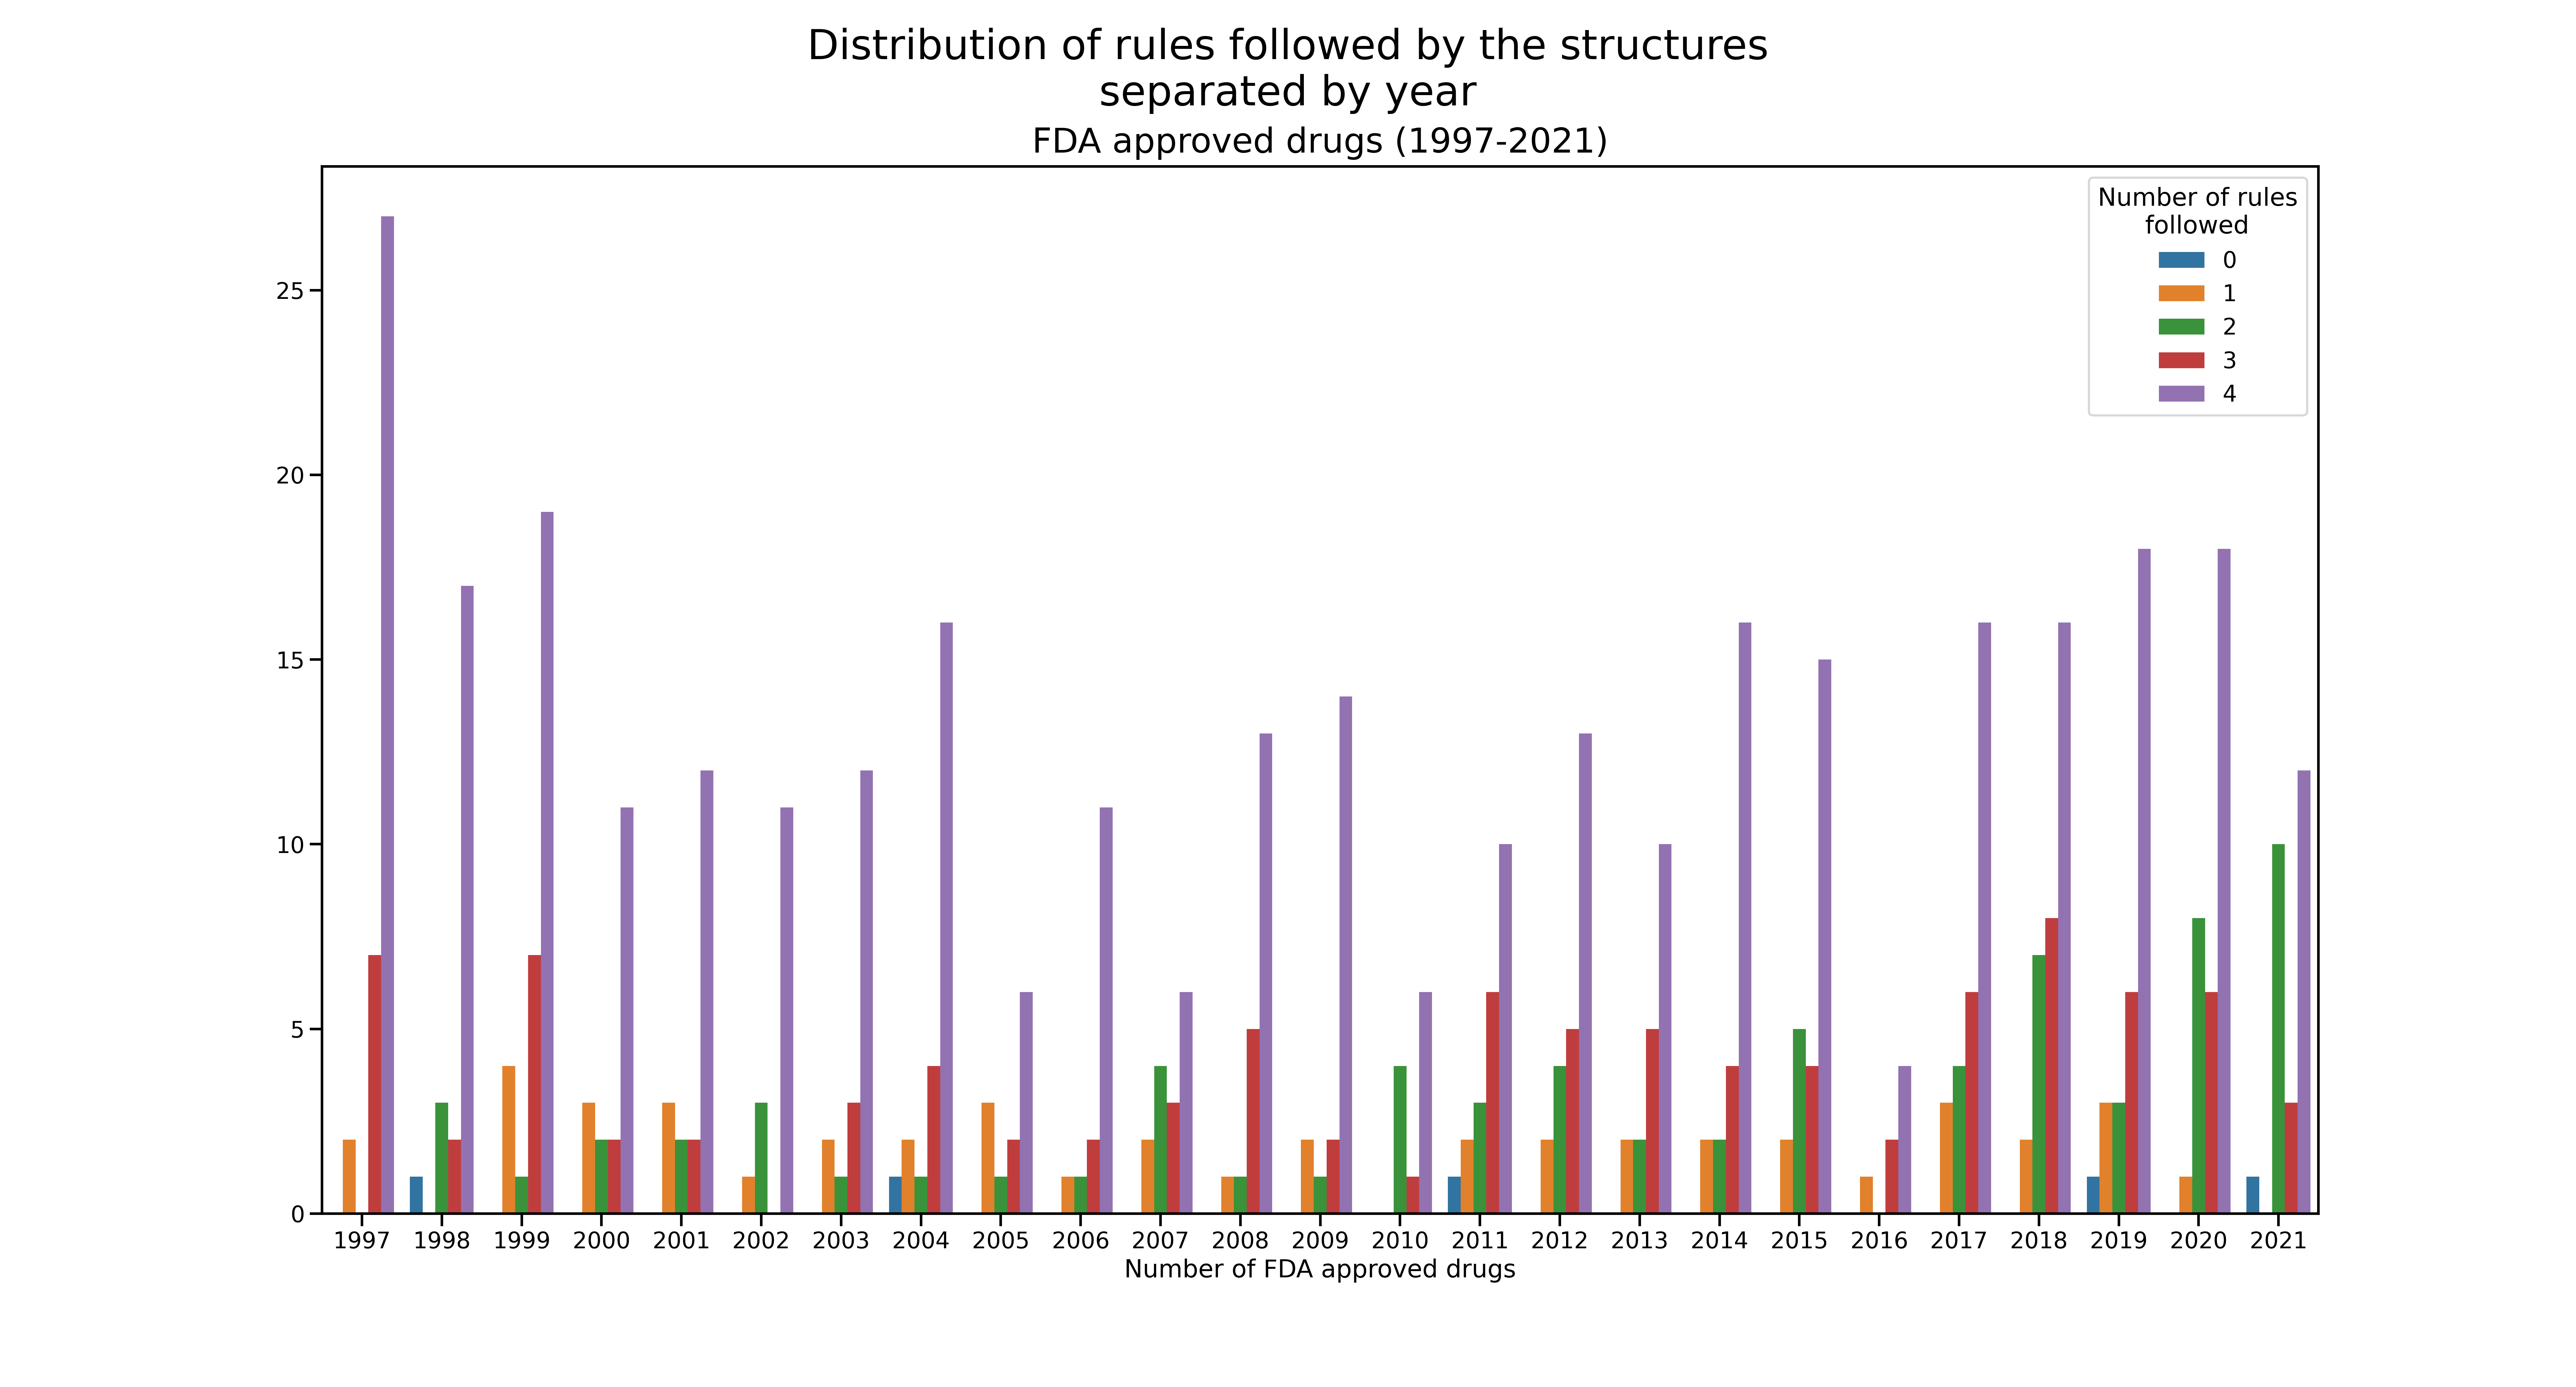 Distribution of rules followed by the structures
separated by year
FDA approved drugs (1997-2021)
Number of rules
followed
0
1
2
3
4
25
20
15
10
5
0
1997 1998 1999 2000 2001 2002 2003 2004 2005 2006 2007 2008 2009 2010 2011 2012 2013 2014 2015 2016 2017 2018 2019 2020 2021
Number of FDA approved drugs